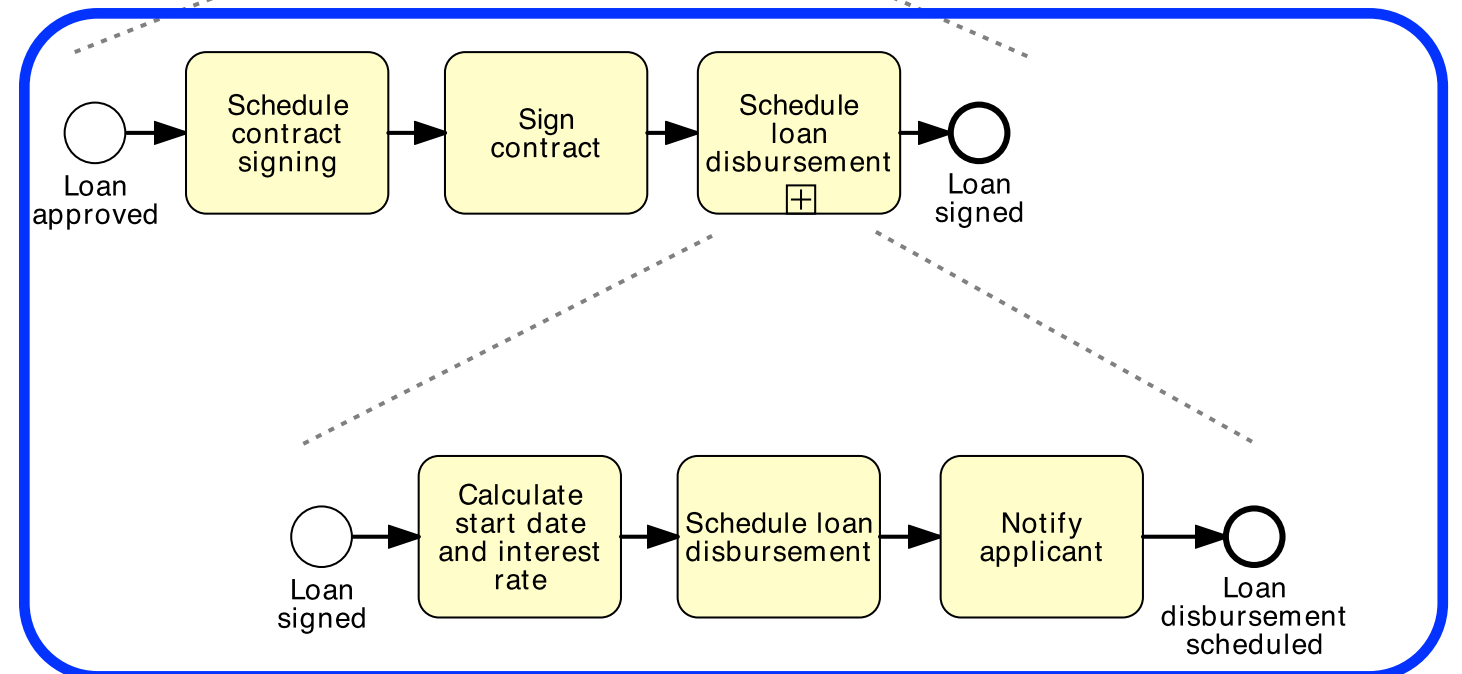 Schedule
contract
signing
Sign
contract
Schedule
loan
disbursement
Loan
approved
Loan
signed
Calculate
start date
and interest
rate
Schedule loan
disbursement
Notify
applicant
Loan
signed
Loan
disbursement
scheduled